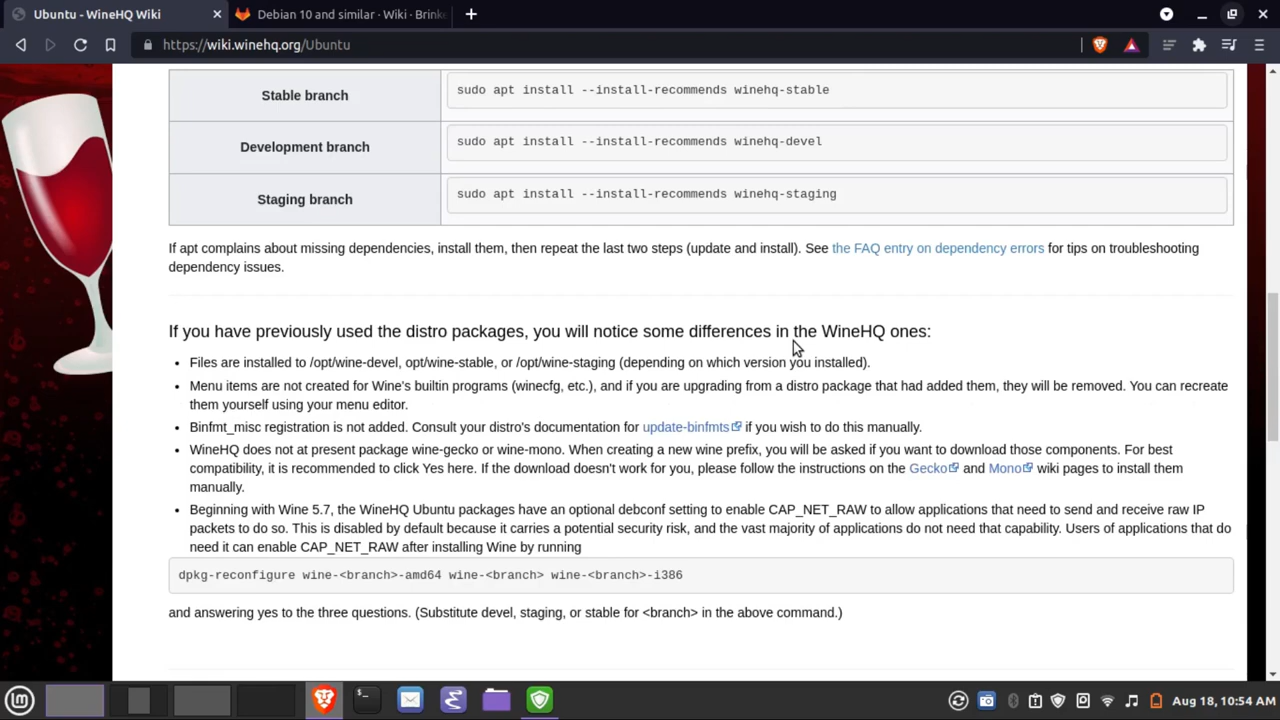 Ubuntu - WineHQ Wiki
Debian 10 and similar · Wiki · Brinke
https://wiki.winehq.org/Ubuntu
Stable branch
sudo apt install --install-recommends winehq-stable
Development branch
sudo apt install --install-recommends winehq-devel
Staging branch
sudo apt install --install-recommends winehq-staging
If apt complains about missing dependencies, install them, then repeat the last two steps (update and install). See the FAQ entry on dependency errors for tips on troubleshooting
dependency issues.
If you have previously used the distro packages, you will notice some differences in the WineHQ ones:
• Files are installed to /opt/wine-devel, opt/wine-stable, or /opt/wine-staging (depending on which version you installed).
• Menu items are not created for Wine's builtin programs (winecfg, etc.), and if you are upgrading from a distro package that had added them, they will be removed. You can recreate
them yourself using your menu editor.
• Binfmt_misc registration is not added. Consult your distro's documentation for update-binfmts if you wish to do this manually.
• WineHQ does not at present package wine-gecko or wine-mono. When creating a new wine prefix, you will be asked if you want to download those components. For best
compatibility, it is recommended to click Yes here. If the download doesn't work for you, please follow the instructions on the Gecko and Mono wiki pages to install them
manually.
• Beginning with Wine 5.7, the WineHQ Ubuntu packages have an optional debconf setting to enable CAP_NET_RAW to allow applications that need to send and receive raw IP
packets to do so. This is disabled by default because it carries a potential security risk, and the vast majority of applications do not need that capability. Users of applications that do
need it can enable CAP_NET_RAW after installing Wine by running
dpkg-reconfigure wine-<branch>-amd64 wine-<branch> wine-<branch>-i386
and answering yes to the three questions. (Substitute devel, staging, or stable for <branch> in the above command.)
Aug 18, 10:54 AM